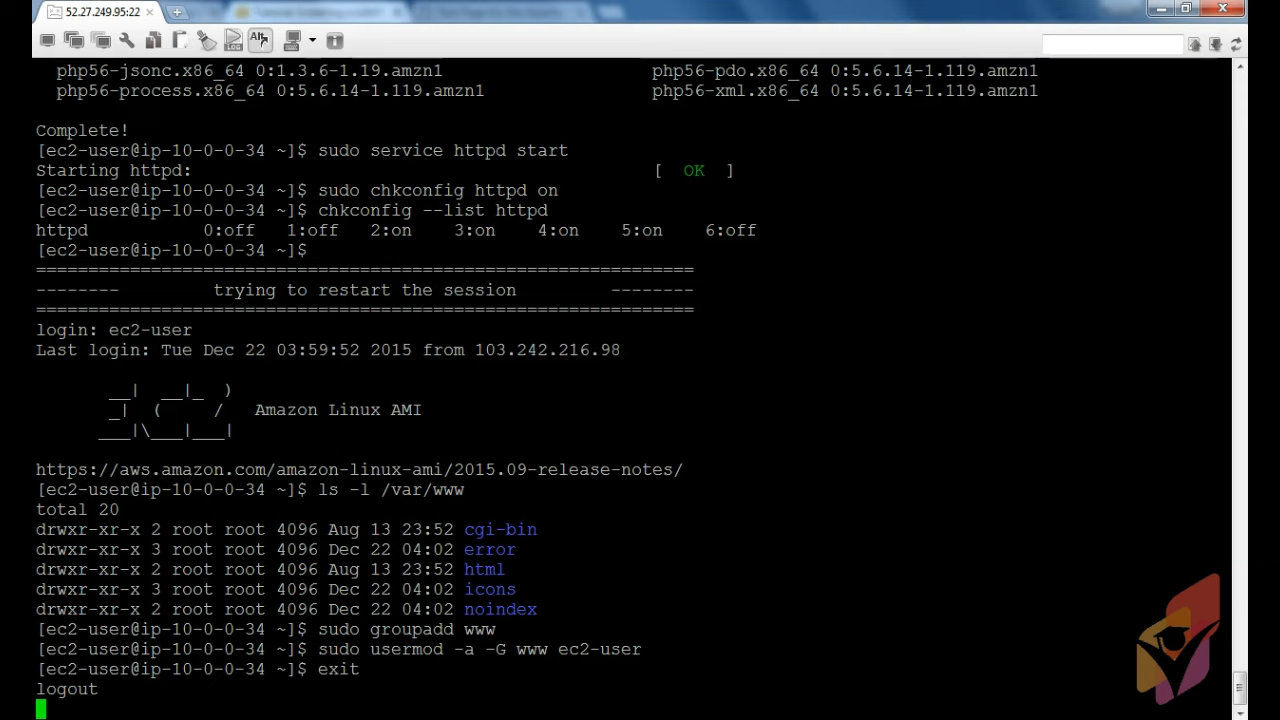 52.27.249.95:22
php56-jsonc.x86_64 0:1.3.6-1.19.amzn1 php56-pdo.x86_64 0:5.6.14-1.119.amzn1
php56-process.x86_64 0:5.6.14-1.119.amzn1 php56-xml.x86_64 0:5.6.14-1.119.amzn1
Complete!
[ec2-user@ip-10-0-0-34 ~]$ sudo service httpd start
Starting httpd: [ OK ]
[ec2-user@ip-10-0-0-34 ~]$ sudo chkconfig httpd on
[ec2-user@ip-10-0-0-34 ~]$ chkconfig --list httpd
httpd 0:off 1:off 2:on 3:on 4:on 5:on 6:off
[ec2-user@ip-10-0-0-34 ~]$
===============================================================
-------- trying to restart the session --------
===============================================================
login: ec2-user
Last login: Tue Dec 22 03:59:52 2015 from 103.242.216.98
__| __|_ )
_| ( / Amazon Linux AMI
___|\___|___|
https://aws.amazon.com/amazon-linux-ami/2015.09-release-notes/
[ec2-user@ip-10-0-0-34 ~]$ ls -l /var/www
total 20
drwxr-xr-x 2 root root 4096 Aug 13 23:52 cgi-bin
drwxr-xr-x 3 root root 4096 Dec 22 04:02 error
drwxr-xr-x 2 root root 4096 Aug 13 23:52 html
drwxr-xr-x 3 root root 4096 Dec 22 04:02 icons
drwxr-xr-x 2 root root 4096 Dec 22 04:02 noindex
[ec2-user@ip-10-0-0-34 ~]$ sudo groupadd www
[ec2-user@ip-10-0-0-34 ~]$ sudo usermod -a -G www ec2-user
[ec2-user@ip-10-0-0-34 ~]$ exit
logout